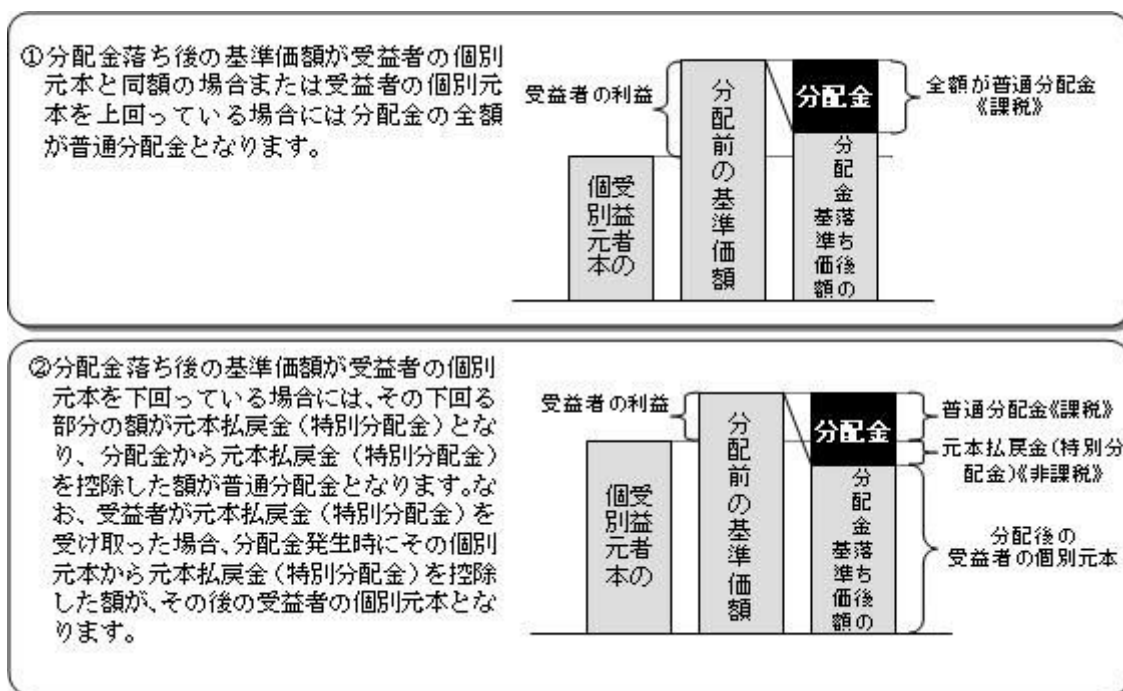 ①分配金落ち後の基準価額が受益者の個別
元本と同額の場合または受益者の個別元
本を上回っている場合には分配金の全額
が普通分配金となります。
受益者の利益
受益者の
個別元本
分配前の基準価額
分配金
分配金落ち後の
基準価額
全額が普通分配金
《課税》
②分配金落ち後の基準価額が受益者の個別
元本を下回っている場合には、その下回る
部分の額が元本払戻金（特別分配金）とな
り、分配金から元本払戻金（特別分配金）
を控除した額が普通分配金となります。な
お、受益者が元本払戻金（特別分配金）を
受け取った場合、分配金発生時にその個別
元本から元本払戻金（特別分配金）を控除
した額が、その後の受益者の個別元本とな
ります。
受益者の利益
受益者の
個別元本
分配前の基準価額
分配金
分配金落ち後の
基準価額
普通分配金《課税》
元本払戻金（特別分
配金）《非課税》
分配後の
受益者の個別元本